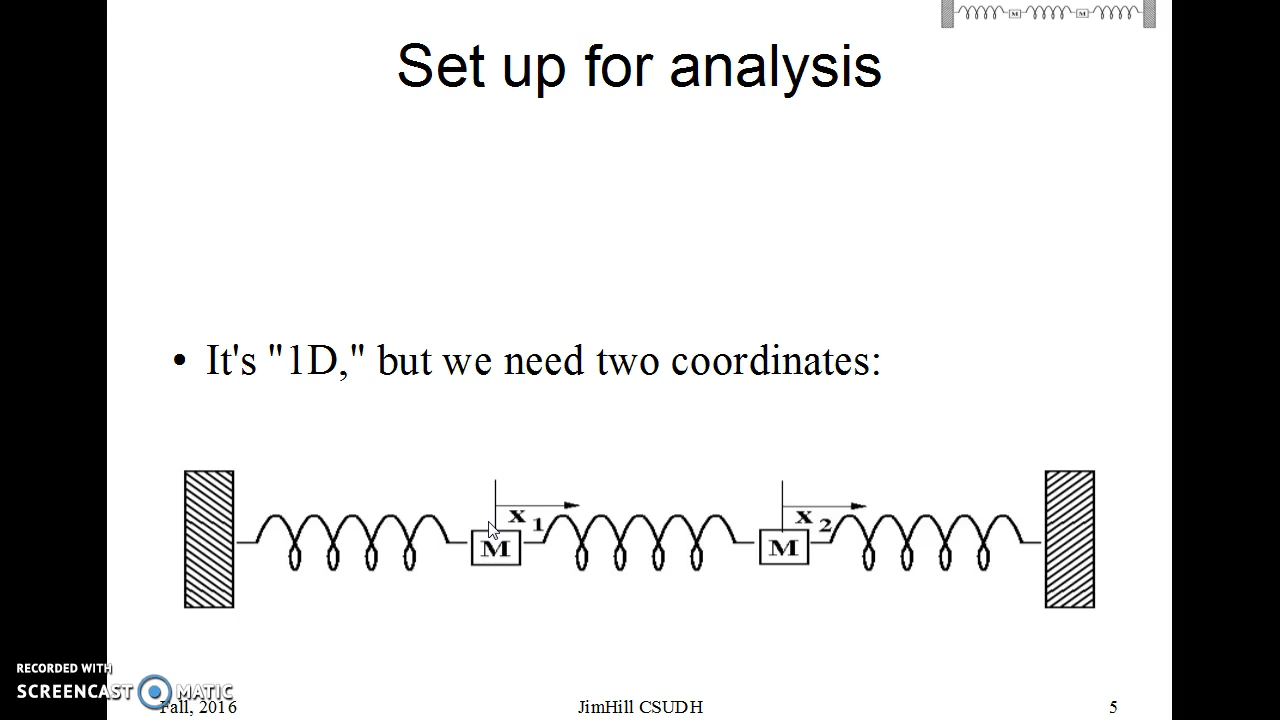 M M
Set up for analysis
• It's "1D," but we need two coordinates:
x 1 x 2
M M
RECORDED WITH
SCREENCAST MATIC
Fall, 2016 JimHill CSUDH 5